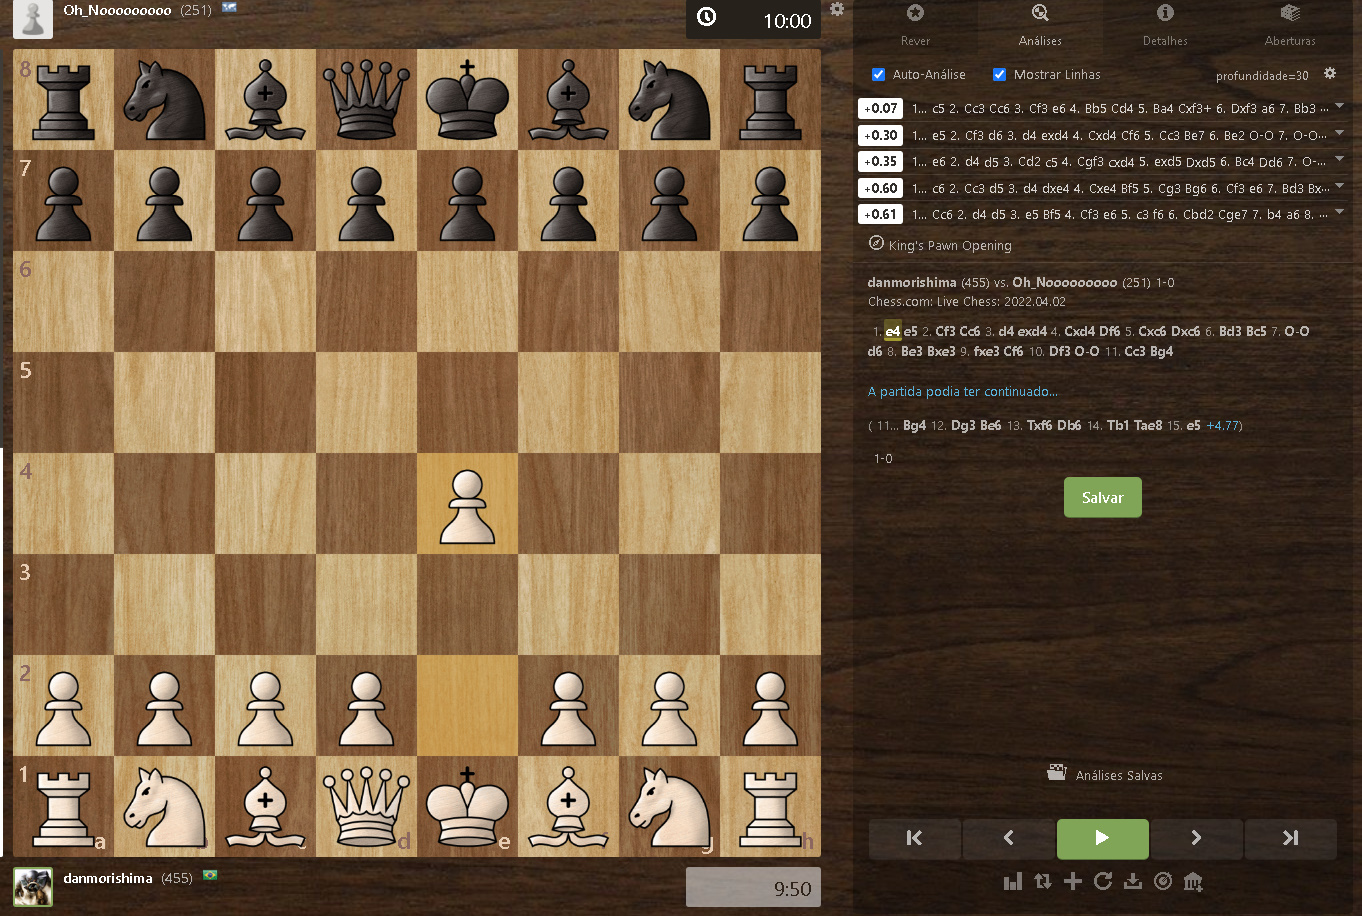 Oh_Nooooooooo (251)
10:00
8
7
6
5
4
3
2
1
a
c
d
e
g
h
danmorishima (455)
9:50
Rever
Análises
Detalhes
Aberturas
Auto-Análise
Mostrar Linhas
profundidade=30
+0.07 1... c5 2. Cc3 Cc6 3. Cf3 e6 4. Bb5 Cd4 5. Ba4 Cxf3+ 6. Dxf3 a6 7. Bb3 ...
+0.30 1... e5 2. Cf3 d6 3. d4 exd4 4. Cxd4 Cf6 5. Cc3 Be7 6. Be2 O-O 7. O-O...
+0.35 1... e6 2. d4 d5 3. Cd2 c5 4. Cgf3 cxd4 5. exd5 Dxd5 6. Bc4 Dd6 7. O-...
+0.60 1... c6 2. Cc3 d5 3. d4 dxe4 4. Cxe4 Bf5 5. Cg3 Bg6 6. Cf3 e6 7. Bd3 Bx...
+0.61 1... Cc6 2. d4 d5 3. e5 Bf5 4. Cf3 e6 5. c3 f6 6. Cbd2 Cge7 7. b4 a6 8. ...
King's Pawn Opening
danmorishima (455) vs. Oh_Nooooooooo (251) 1-0
Chess.com: Live Chess: 2022.04.02
1. e4 e5 2. Cf3 Cc6 3. d4 exd4 4. Cxd4 Df6 5. Cxc6 Dxc6 6. Bd3 Bc5 7. O-O
d6 8. Be3 Bxe3 9. fxe3 Cf6 10. Df3 O-O 11. Cc3 Bg4
A partida podia ter continuado...
( 11... Bg4 12. Dg3 Be6 13. Txf6 Db6 14. Tb1 Tae8 15. e5 +4.77)
1-0
Salvar
Análises Salvas